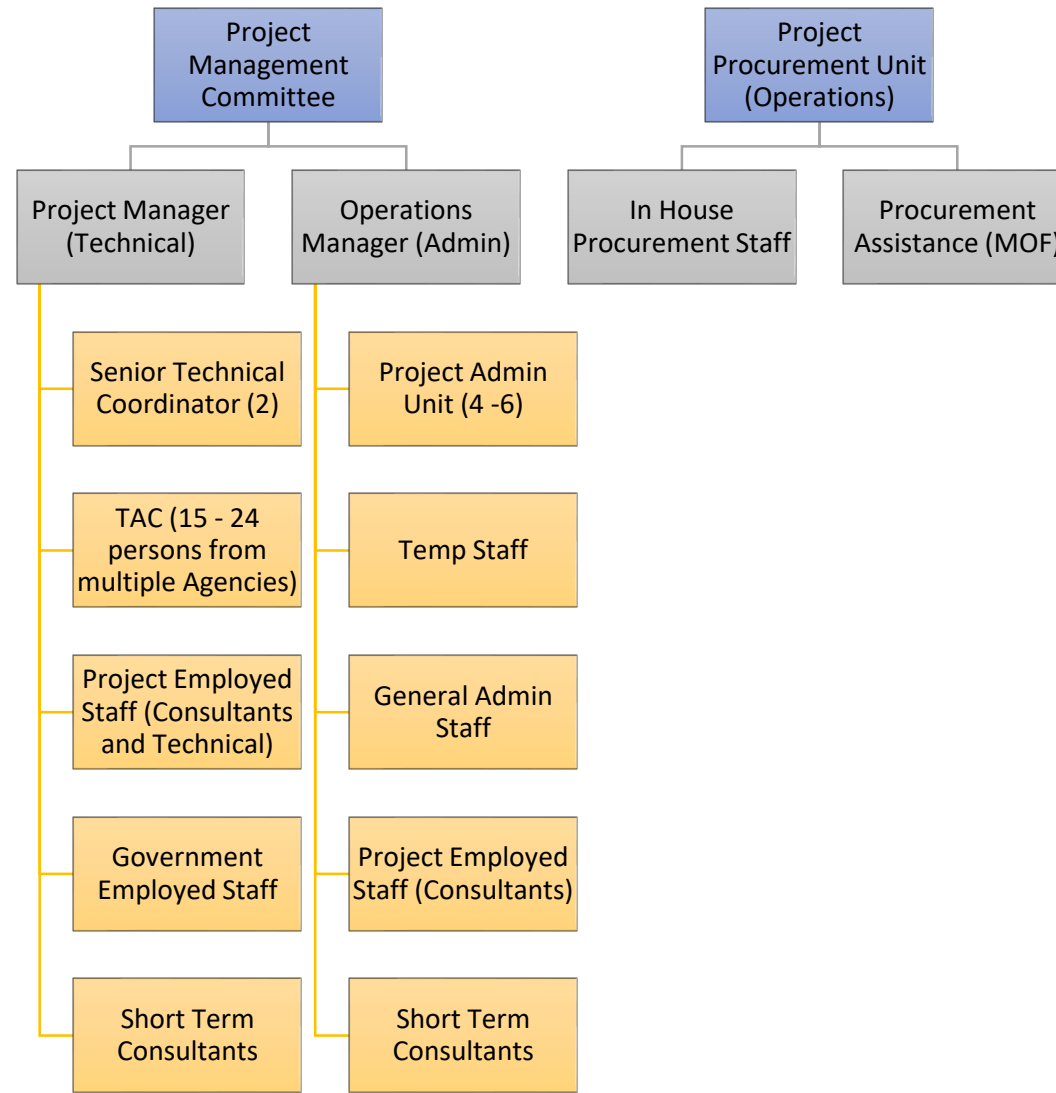 Project
Management
Committee
Project
Procurement Unit
(Operations)
Project Manager
(Technical)
Operations
Manager (Admin)
In House
Procurement Staff
Procurement
Assistance (MOF)
Senior Technical
Coordinator (2)
Project Admin
Unit (4 -6)
TAC (15 - 24
persons from
multiple Agencies)
Temp Staff
Project Employed
Staff (Consultants
and Technical)
General Admin
Staff
Government
Employed Staff
Project Employed
Staff (Consultants)
Short Term
Consultants
Short Term
Consultants